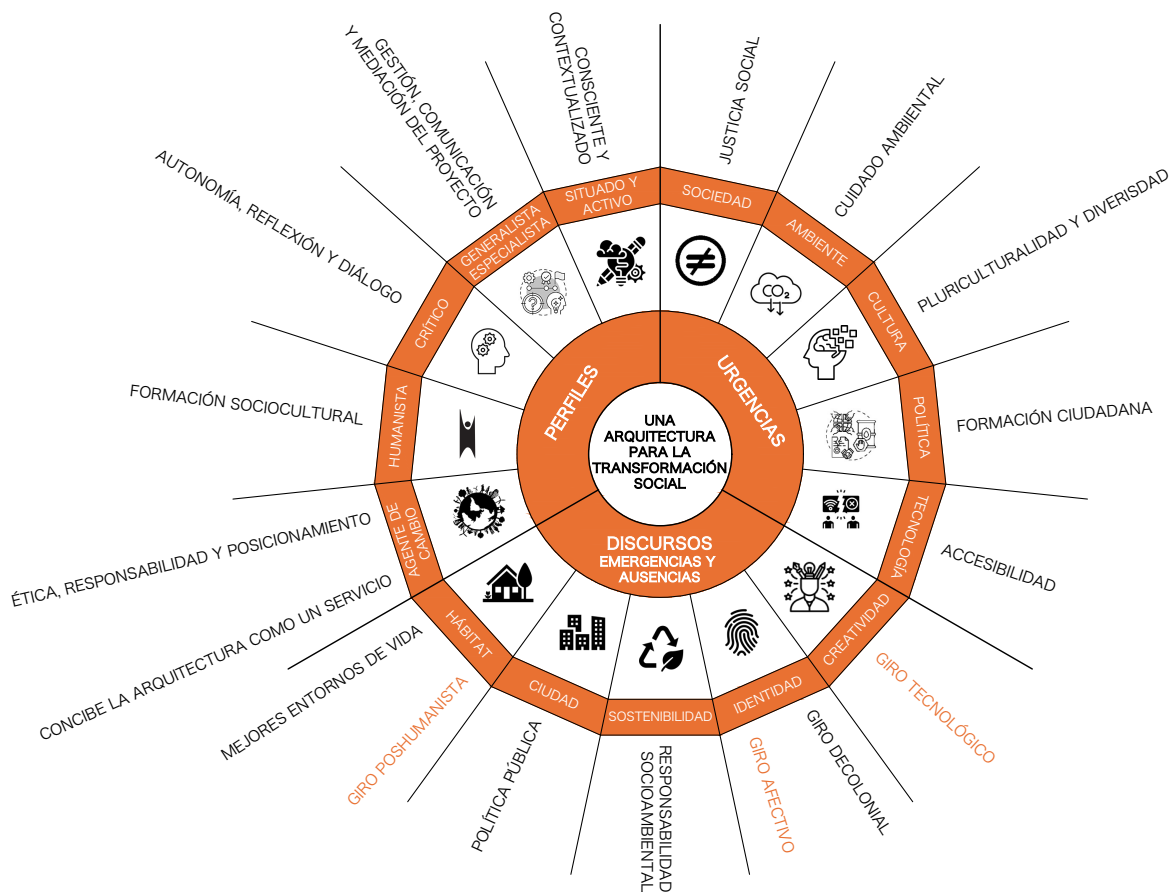 UNA
ARQUITECTURA
PARA LA
TRANSFORMACIÓN
SOCIAL
URGENCIAS
SOCIEDAD
JUSTICIA SOCIAL
AMBIENTE
CO2
CUIDADO AMBIIENTAL
CULTURA
PLURICULTURALIDAD Y DIVERISDAD
POLÍTICA
FORMACIÓN CIUDADANA
TECNOLOGÍA
ACCESIBILIDAD
DISCURSOS
EMERGENCIAS Y
AUSENCIAS
CREATIVIDAD
GIRO TECNOLÓGICO
IDENTIDAD
GIRO DECOLONIAL
GIRO AFECTIVO
SOSTENIBILIDAD
RESPONSABILIDAD
SOCIOAMBIENTAL
CIUDAD
POLÍTICA PÚBLICA
GIRO POSHUMANISTA
HÁBITAT
MEJORES ENTORNOS DE VIDA
PERFILES
AGENTE DE
CAMBIO
CONCIBE LA ARQUITECTURA COMO UN SERVICIO
ÉTICA, RESPONSABILIDAD Y POSICIONAMIENTO
HUMANISTA
FORMACIÓN SOCIOCULTURAL
CRÍTICO
AUTONOMÍA, REFLEXIÓN Y DIÁLOGO
GENERALISTA
ESPECIALISTA
GESTIÓN, COMUNICACIÓN
Y MEDIACIÓN DEL PROYECTO
SITUADO Y
ACTIVO
CONSCIENTE Y
CONTEXTUALIZADO